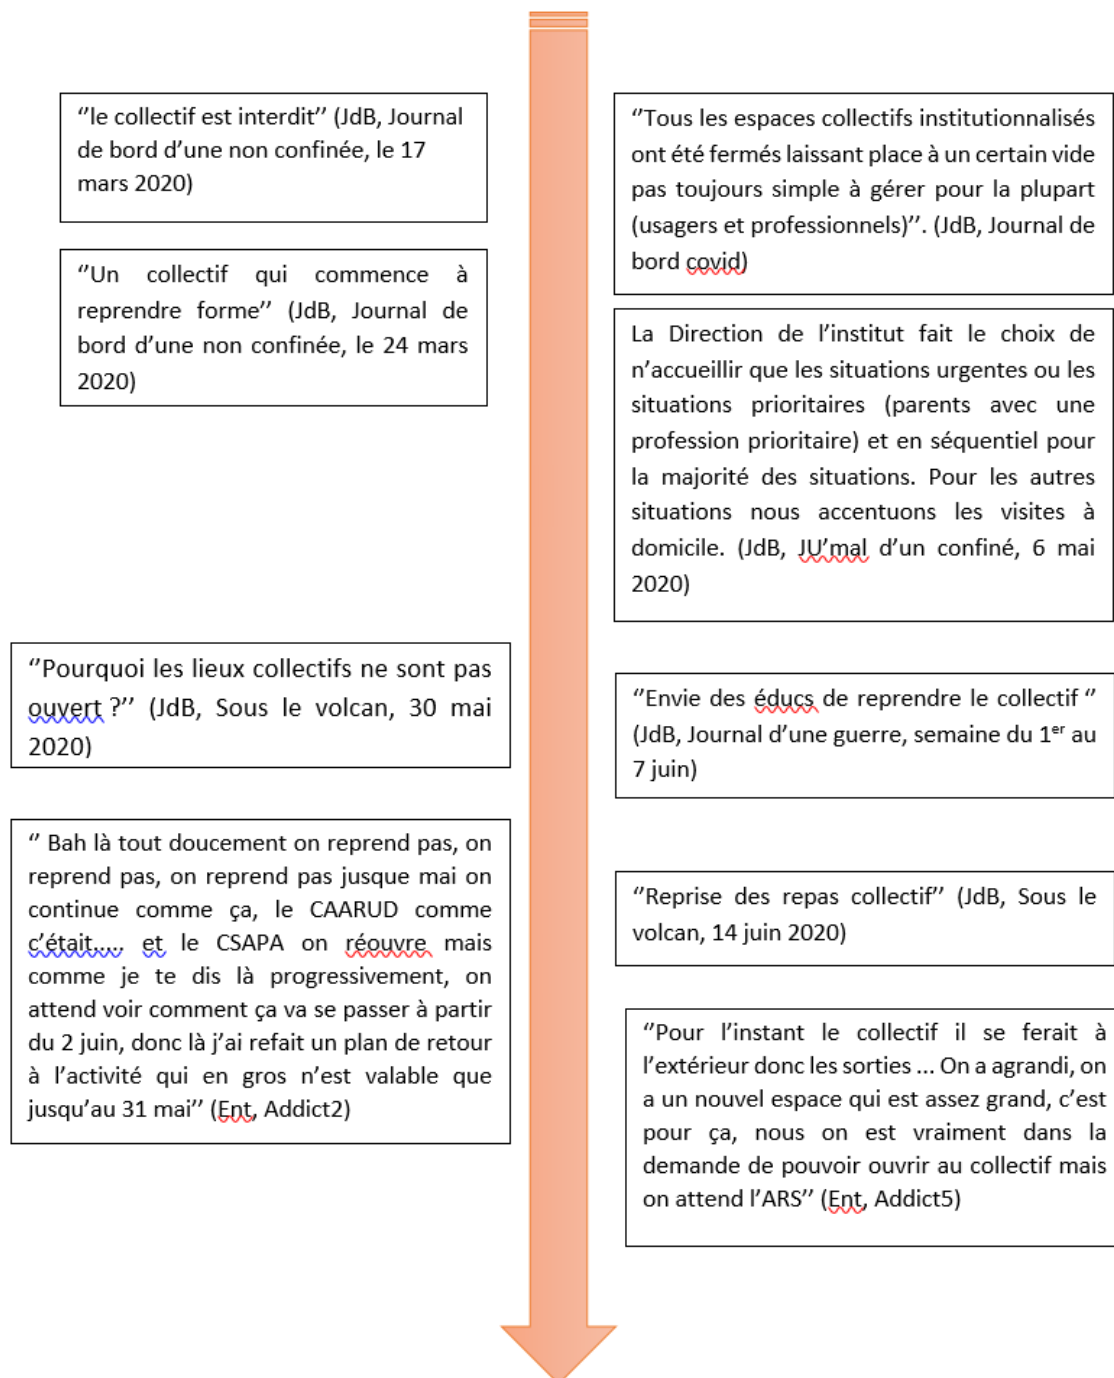 ‘’le collectif est interdit’’ (JdB, Journal
de bord d’une non confinée, le 17
mars 2020)
‘’Tous les espaces collectifs institutionnalisés
ont été fermés laissant place à un certain vide
pas toujours simple à gérer pour la plupart
(usagers et professionnels)’’. (JdB, Journal de
bord covid)
‘’Un collectif qui commence à
reprendre forme’’ (JdB, Journal de
bord d’une non confinée, le 24 mars
2020)
La Direction de l’institut fait le choix de
n’accueillir que les situations urgentes ou les
situations prioritaires (parents avec une
profession prioritaire) et en séquentiel pour
la majorité des situations. Pour les autres
situations nous accentuons les visites à
domicile. (JdB, JU’mal d’un confiné, 6 mai
2020)
‘’Pourquoi les lieux collectifs ne sont pas
ouvert ?’’ (JdB, Sous le volcan, 30 mai
2020)
‘’Envie des éducs de reprendre le collectif ‘’
(JdB, Journal d’une guerre, semaine du 1er au
7 juin)
‘’ Bah là tout doucement on reprend pas, on
reprend pas, on reprend pas jusque mai on
continue comme ça, le CAARUD comme
c’était..... et le CSAPA on réouvre mais
comme je te dis là progressivement, on
attend voir comment ça va se passer à partir
du 2 juin, donc là j’ai refait un plan de retour
à l’activité qui en gros n’est valable que
jusqu’au 31 mai’’ (Ent, Addict2)
‘’Reprise des repas collectif’’ (JdB, Sous le
volcan, 14 juin 2020)
‘’Pour l’instant le collectif il se ferait à
l’extérieur donc les sorties ... On a agrandi, on
a un nouvel espace qui est assez grand, c’est
pour ça, nous on est vraiment dans la
demande de pouvoir ouvrir au collectif mais
on attend l’ARS’’ (Ent, Addict5)